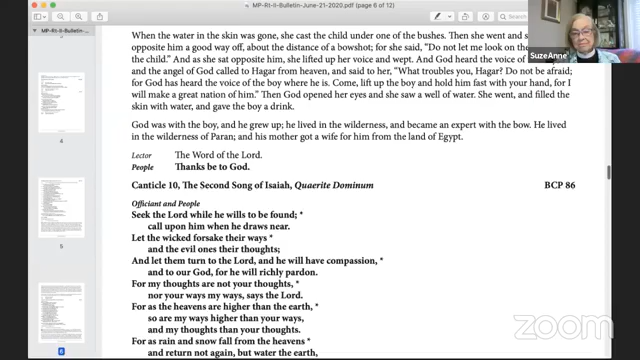 MP-Rt-II-Bulletin-June-21-2020.pdf (page 6 of 12)
Search
MP-Rt-II-Bulletin-June-21-...
4
5
6
When the water in the skin was gone, she cast the child under one of the bushes. Then she went and s
opposite him a good way off, about the distance of a bowshot; for she said, “Do not let me look on the
the child.” And as she sat opposite him, she lifted up her voice and wept. And God heard the voice of
and the angel of God called to Hagar from heaven, and said to her, “What troubles you, Hagar? Do not be afraid;
for God has heard the voice of the boy where he is. Come, lift up the boy and hold him fast with your hand, for I
will make a great nation of him.” Then God opened her eyes and she saw a well of water. She went, and filled the
skin with water, and gave the boy a drink.
God was with the boy, and he grew up; he lived in the wilderness, and became an expert with the bow. He lived
in the wilderness of Paran; and his mother got a wife for him from the land of Egypt.
Lector The Word of the Lord.
People Thanks be to God.
Canticle 10, The Second Song of Isaiah, Quaerite Dominum BCP 86
Officiant and People
Seek the Lord while he wills to be found; *
call upon him when he draws near.
Let the wicked forsake their ways *
and the evil ones their thoughts;
And let them turn to the Lord, and he will have compassion, *
and to our God, for he will richly pardon.
For my thoughts are not your thoughts, *
nor your ways my ways, says the Lord.
For as the heavens are higher than the earth, *
so are my ways higher than your ways,
and my thoughts than your thoughts.
For as rain and snow fall from the heavens *
and return not again, but water the earth,
SuzeAnne
zoom